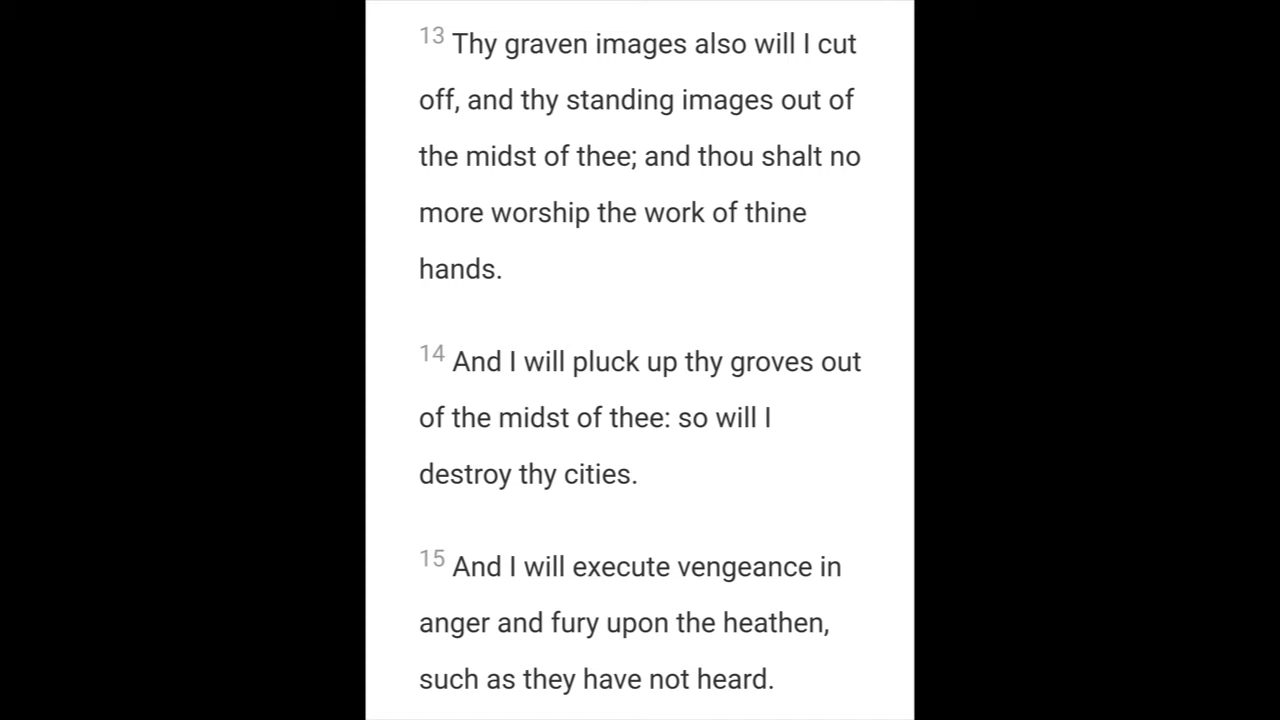 13 Thy graven images also will I cut
off, and thy standing images out of
the midst of thee; and thou shalt no
more worship the work of thine
hands.
14 And I will pluck up thy groves out
of the midst of thee: so will I
destroy thy cities.
15 And I will execute vengeance in
anger and fury upon the heathen,
such as they have not heard.